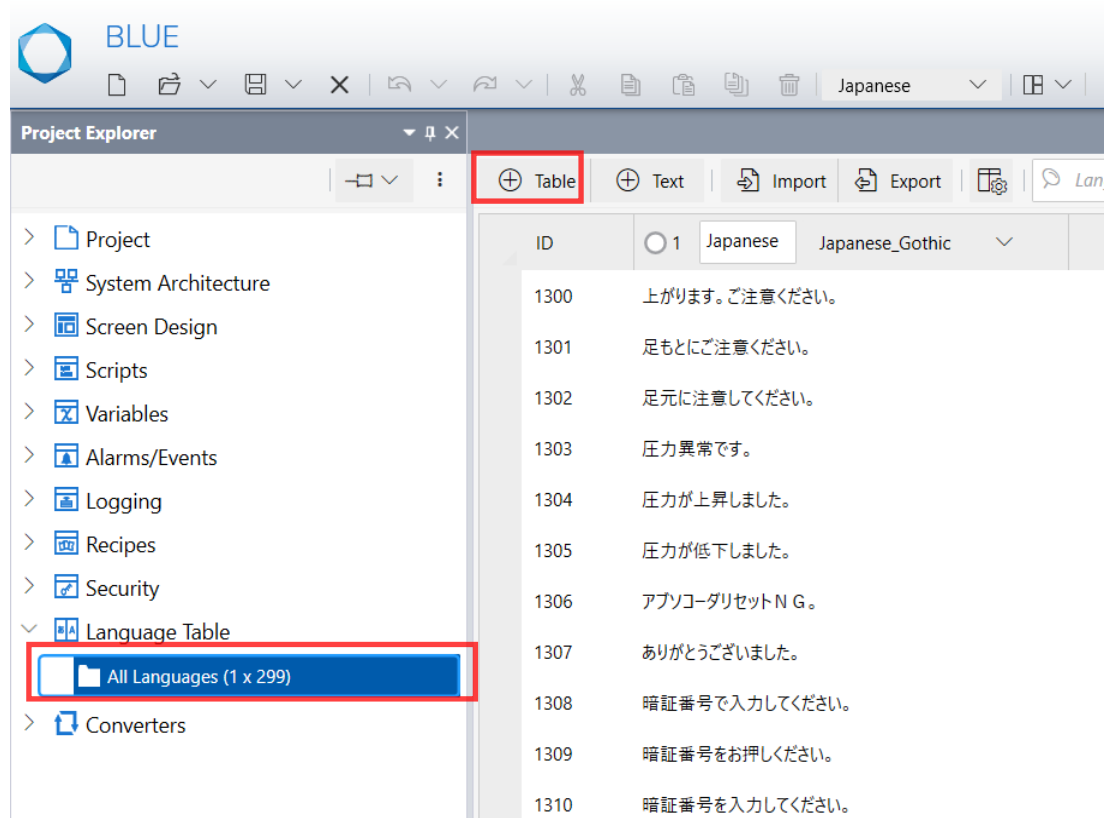 BLUE
Japanese
Project Explorer
Table Text Import Export Lan
Project
System Architecture
Screen Design
Scripts
Variables
Alarms/Events
Logging
Recipes
Security
Language Table
All Languages (1 x 299)
Converters
ID 1 Japanese Japanese_Gothic
1300 上がります。ご注意ください。
1301 足もとにご注意ください。
1302 足元に注意してください。
1303 圧力異常です。
1304 圧力が上昇しました。
1305 圧力が低下しました。
1306 アブソコーダリセットＮＧ。
1307 ありがとうございました。
1308 暗証番号で入力してください。
1309 暗証番号をお押しください。
1310 暗証番号を入力してください。